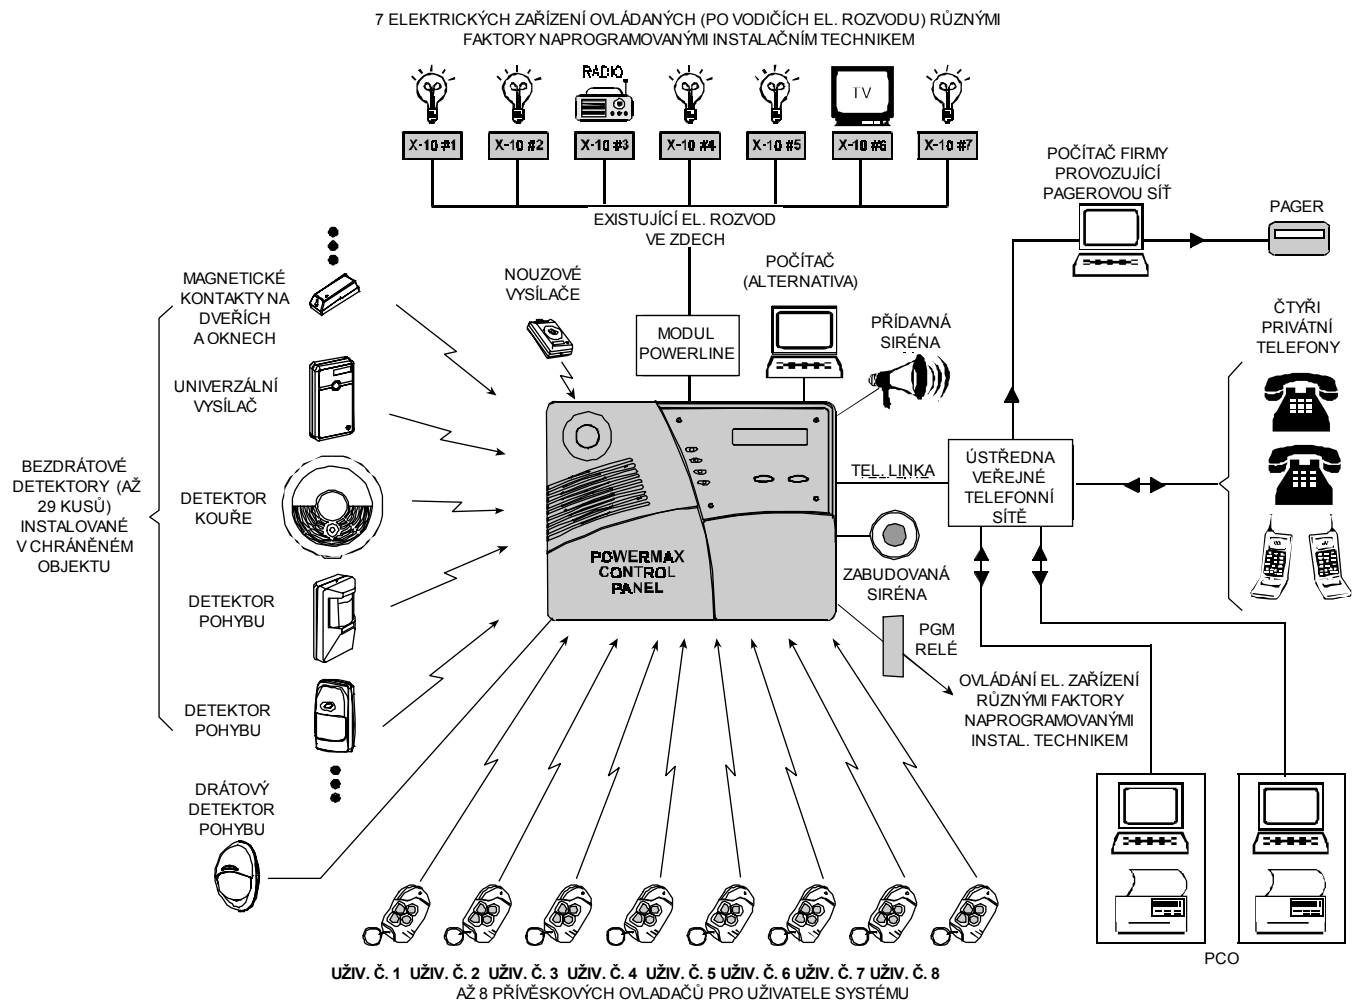 7 ELEKTRICKÝCH ZAŘÍZENÍ OVLÁDANÝCH (PO VODIČÍCH EL. ROZVODU) RŮZNÝMI
FAKTORY NAPROGRAMOVANÝMI INSTALAČNÍM TECHNIKEM
RADIO
TV
X-10 #1
X-10 #2
X-10 #3
X-10 #4
X-10 #5
X-10 #6
X-10 #7
EXISTUJÍCÍ EL. ROZVOD
VE ZDECH
POČÍTAČ FIRMY
PROVOZUJÍCÍ
PAGEROVOU SÍŤ
PAGER
MAGNETICKÉ
KONTAKTY NA
DVEŘÍCH
A OKNECH
NOUZOVÉ
VYSÍLAČE
MODUL
POWERLINE
POČÍTAČ
(ALTERNATIVA)
PŘÍDAVNÁ
SIRÉNA
ČTYŘI
PRIVÁTNÍ
TELEFONY
UNIVERZÁLNÍ
VYSÍLAČ
BEZDRÁTOVÉ
DETEKTORY (AŽ
29 KUSŮ)
INSTALOVANÉ
V CHRÁNĚNÉM
OBJEKTU
DETEKTOR
KOUŘE
TEL. LINKA
ÚSTŘEDNA
VEŘEJNÉ
TELEFONNÍ
SÍTĚ
POWERMAX
CONTROL
PANEL
ZABUDOVANÁ
SIRÉNA
DETEKTOR
POHYBU
PGM
RELÉ
OVLÁDÁNÍ EL. ZAŘÍZENÍ
RŮZNÝMI FAKTORY
NAPROGRAMOVANÝMI
INSTAL. TECHNIKEM
DETEKTOR
POHYBU
DRÁTOVÝ
DETEKTOR
POHYBU
PCO
UŽIV. Č. 1 UŽIV. Č. 2 UŽIV. Č. 3 UŽIV. Č. 4 UŽIV. Č. 5 UŽIV. Č. 6 UŽIV. Č. 7 UŽIV. Č. 8
AŽ 8 PŘÍVĚSKOVÝCH OVLADAČŮ PRO UŽIVATELE SYSTÉMU